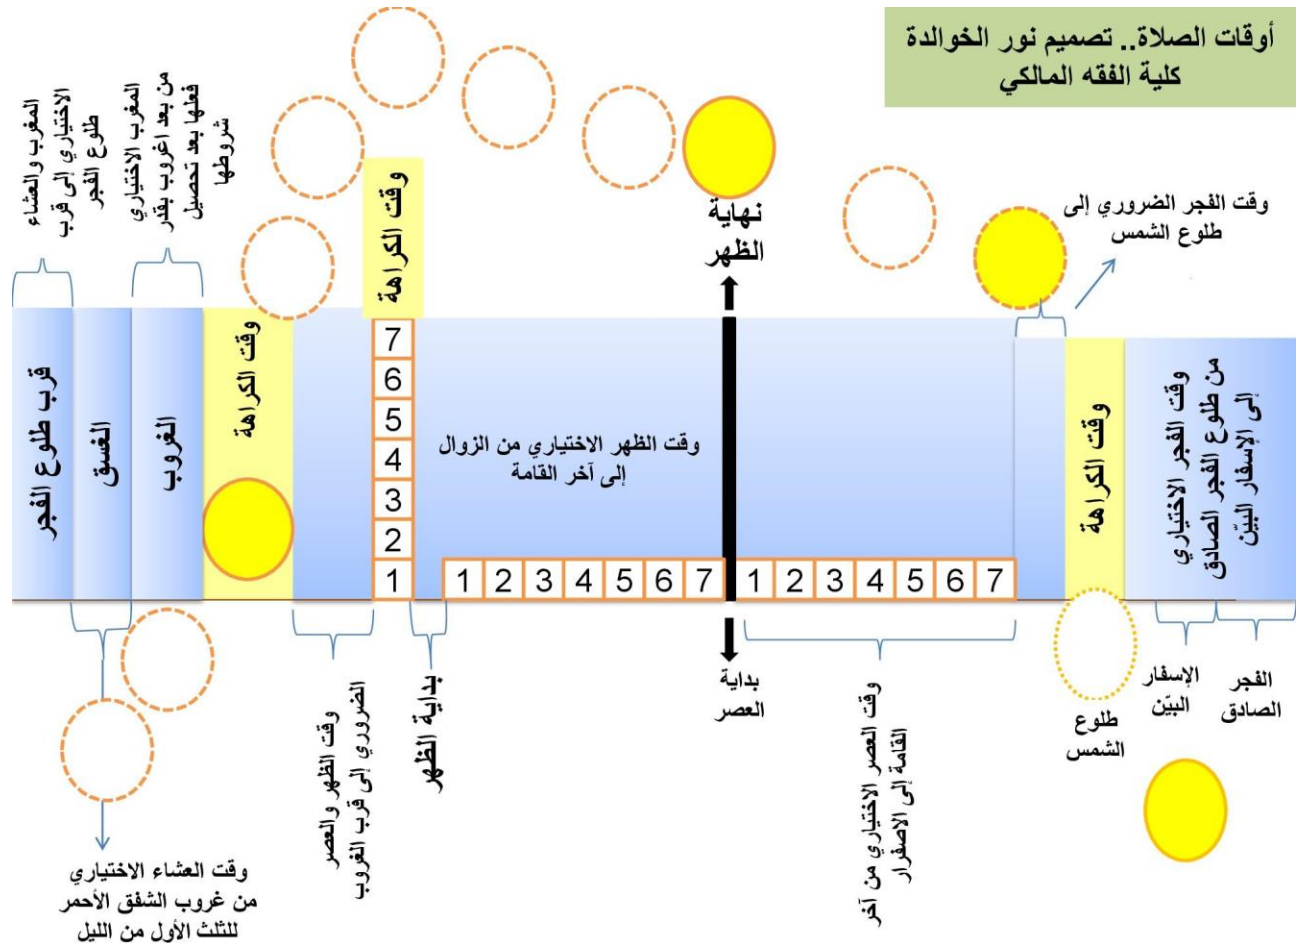 أوقات الصلاة.. تصميم نور الخوالدة
كلية الفقه المالكي
وقت الفجر الضروري إلى
طلوع الشمس
نهاية
الظهر
وقت الكراهة
المغرب الاختياري
من بعد اغروب بقدر
فعلها بعد تحصيل
شروطها
المغرب والعشاء
الاختياري إلى قرب
طلوع الفجر
وقت الفجر الاختياري
من طلوع الفجر الصادق
إلى الإسفار البيّن
وقت الكراهة
وقت الظهر الاختياري من الزوال
إلى آخر القامة
7
6
5
4
3
2
1
1 2 3 4 5 6 7
1 2 3 4 5 6 7
وقت الكراهة
الغروب
الغسق
قرب طلوع الفجر
الفجر
الصادق
الإسفار
البيّن
طلوع
الشمس
وقت العصر الاختياري من آخر
القامة إلى الاصفرار
بداية
العصر
بداية الظهر
وقت الظهر والعصر
الضروري إلى قرب الغروب
وقت العشاء الاختياري
من غروب الشفق الأحمر
للثلث الأول من الليل